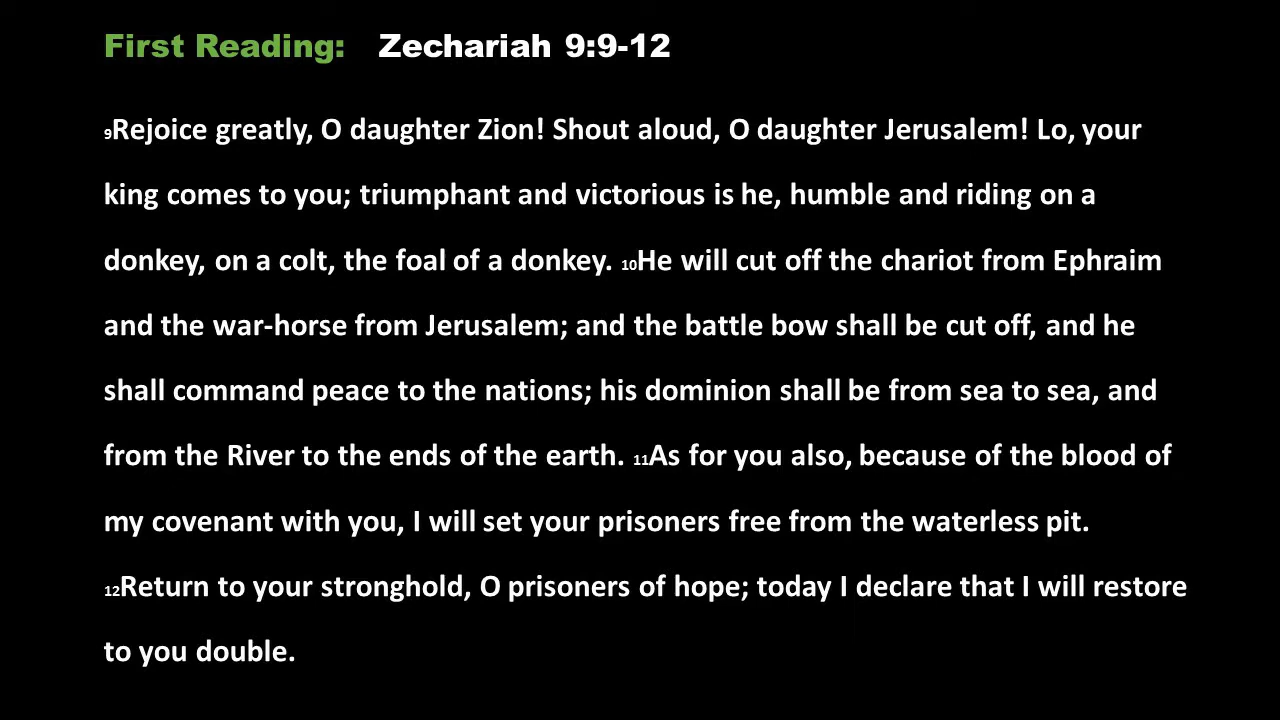 First Reading: Zechariah 9:9-12
9Rejoice greatly, O daughter Zion! Shout aloud, O daughter Jerusalem! Lo, your
king comes to you; triumphant and victorious is he, humble and riding on a
donkey, on a colt, the foal of a donkey. 10He will cut off the chariot from Ephraim
and the war-horse from Jerusalem; and the battle bow shall be cut off, and he
shall command peace to the nations; his dominion shall be from sea to sea, and
from the River to the ends of the earth. 11As for you also, because of the blood of
my covenant with you, I will set your prisoners free from the waterless pit.
12Return to your stronghold, O prisoners of hope; today I declare that I will restore
to you double.